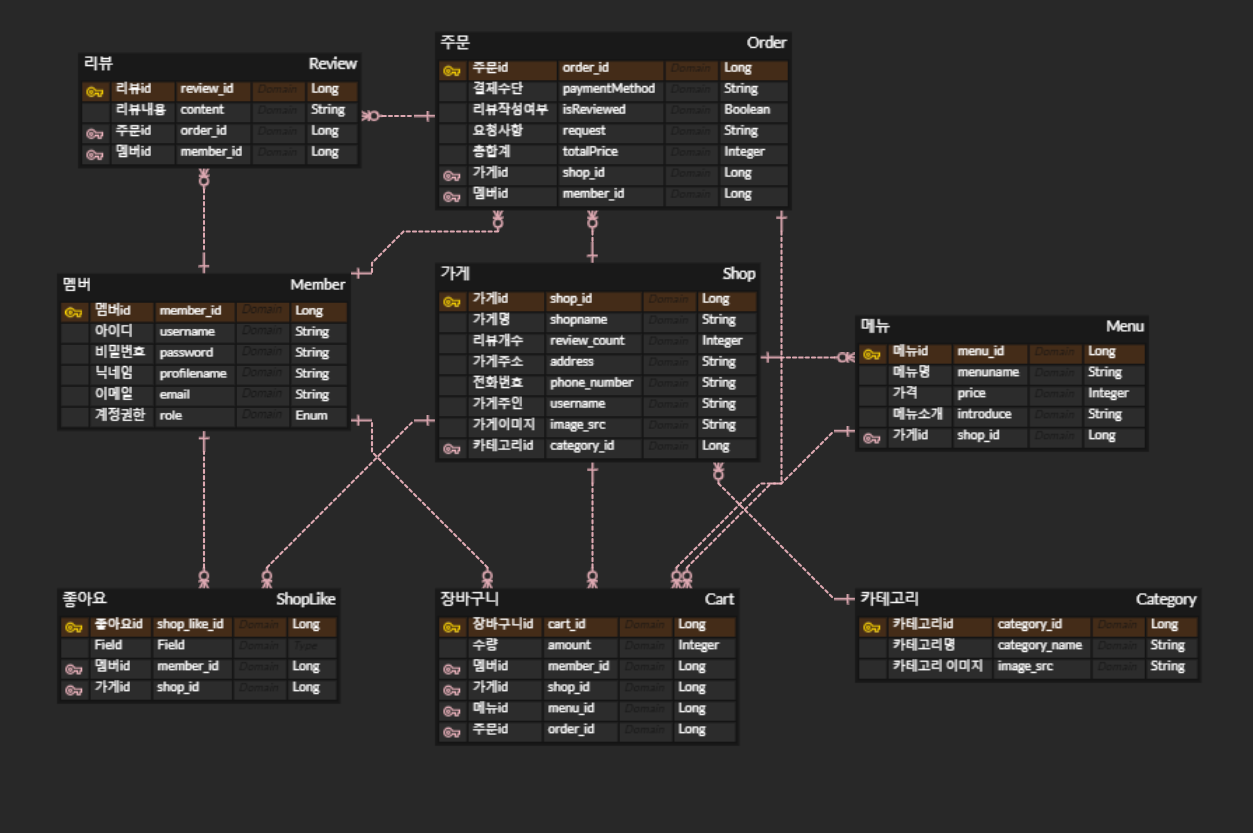 리뷰 Review
리뷰id review_id Domain Long
리뷰내용 content Domain String
주문id order_id Domain Long
멤버id member_id Domain Long
주문 Order
주문id order_id Domain Long
결제수단 paymentMethod Domain String
리뷰작성여부 isReviewed Domain Boolean
요청사항 request Domain String
총합계 totalPrice Domain Integer
가게id shop_id Domain Long
멤버id member_id Domain Long
멤버 Member
멤버id member_id Domain Long
아이디 username Domain String
비밀번호 password Domain String
닉네임 profilename Domain String
이메일 email Domain String
계정권한 role Domain Enum
가게 Shop
가게id shop_id Domain Long
가게명 shopname Domain String
리뷰개수 review_count Domain Integer
가게주소 address Domain String
전화번호 phone_number Domain String
가게주인 username Domain String
가게이미지 image_src Domain String
카테고리id category_id Domain Long
메뉴 Menu
메뉴id menu_id Domain Long
메뉴명 menuname Domain String
가격 price Domain Integer
메뉴소개 introduce Domain String
가게id shop_id Domain Long
좋아요 ShopLike
좋아요id shop_like_id Domain Long
Field Field Domain Type
멤버id member_id Domain Long
가게id shop_id Domain Long
장바구니 Cart
장바구니id cart_id Domain Long
수량 amount Domain Integer
멤버id member_id Domain Long
가게id shop_id Domain Long
메뉴id menu_id Domain Long
주문id order_id Domain Long
카테고리 Category
카테고리id category_id Domain Long
카테고리명 category_name Domain String
카테고리 이미지 image_src Domain String